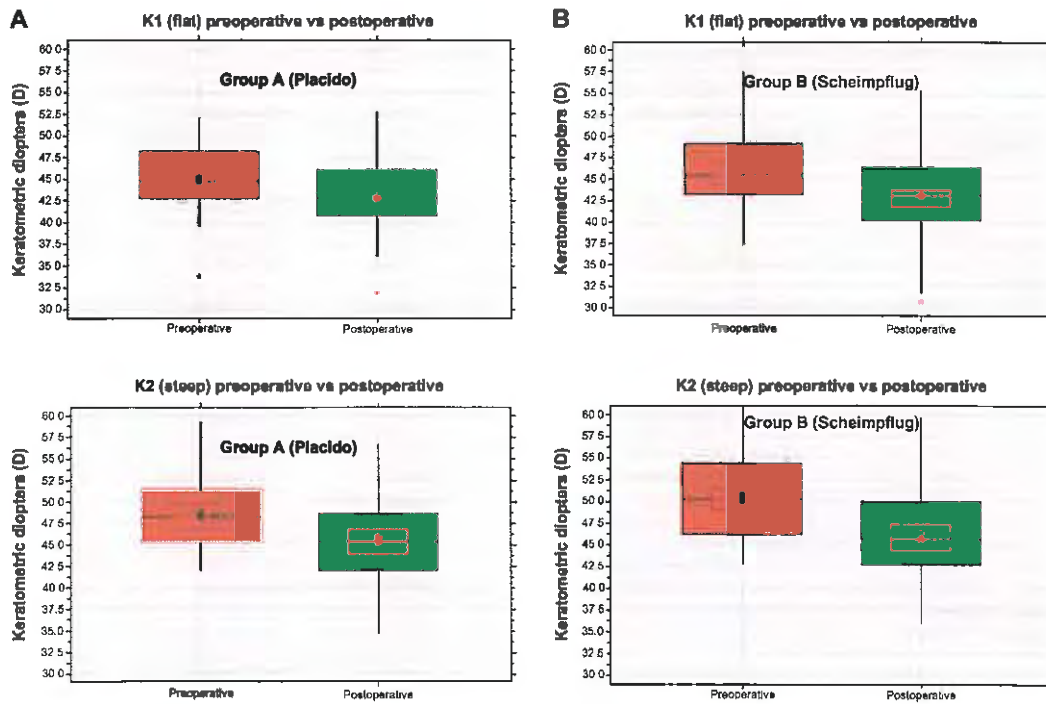 A
K1 (flat) preoperative vs postoperative
Keratometric diopters (D)
60 0
57 5
55 0
52 5
50 0
47 5
45 0
42 5
40 0
37 5
35 0
32 5
30 0
Group A (Placido)
Preoperative
Postoperative
B
K1 (flat) preoperative vs postoperative
Keratometric diopters (D)
60 0
57 5
55 0
52 5
50 0
47 5
45 0
42 5
40 0
37 5
35 0
32 5
30 0
Group B (Scheimpflug)
Preoperative
Postoperative
K2 (steep) preoperative vs postoperative
Keratometric diopters (D)
60 0
57 5
55 0
52 5
50 0
47 5
45 0
42 5
40 0
37 5
35 0
32 5
30 0
Group A (Placido)
Preoperative
Postoperative
K2 (steep) preoperative vs postoperative
Keratometric diopters (D)
60 0
57 5
55 0
52 5
50 0
47 5
45 0
42 5
40 0
37 5
35 0
32 5
30 0
Group B (Scheimpflug)
Preoperative
Postoperative